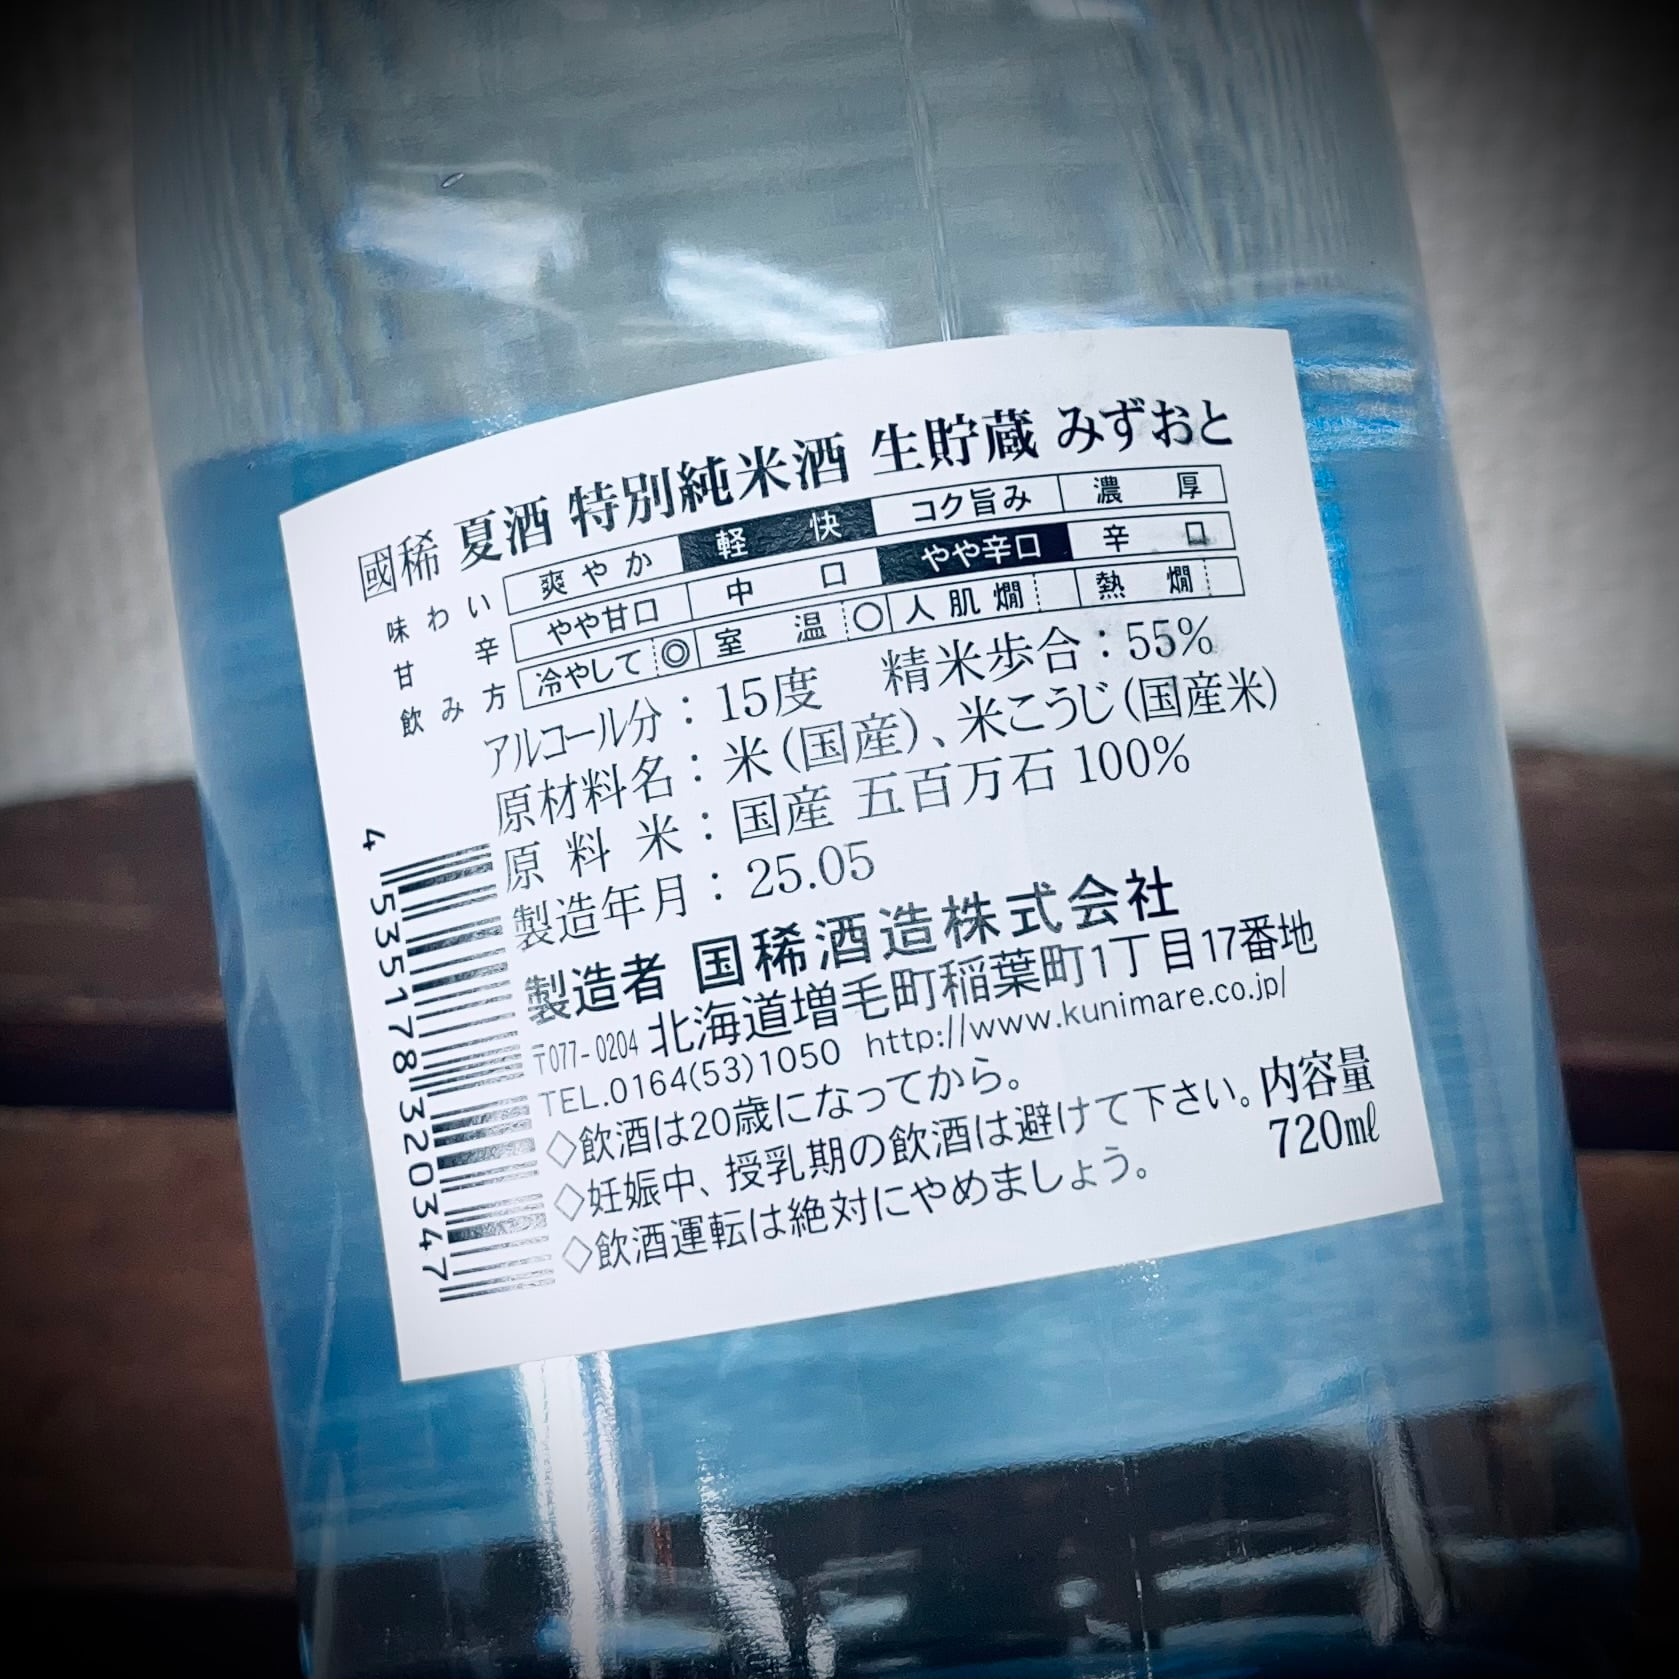 國稀 夏酒 特別純米酒 生貯蔵 みずおと
味わい 爽やか 軽快 コク旨み 濃厚
甘辛 やや甘口 中口 やや辛口 辛口
飲み方 冷やして ◎ 室温 ○ 人肌燗 熱燗
アルコール分：15度 精米歩合：55%
原材料名：米（国産）、米こうじ（国産米）
原料米：国産 五百万石 100%
製造年月：25.05
製造者 国稀酒造株式会社
〒077-0204 北海道増毛町稲葉町1丁目17番地
TEL.0164(53)1050 http://www.kunimare.co.jp/
◇飲酒は20歳になってから。
◇妊娠中、授乳期の飲酒は避けて下さい。
◇飲酒運転は絶対にやめましょう。
内容量
720mℓ
4 535178 320347